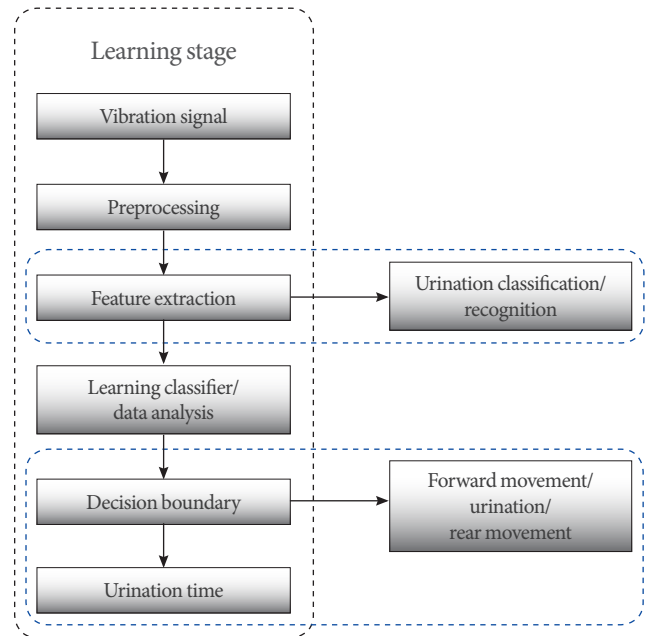 Learning stage
Vibration signal
Preprocessing
Feature extraction
Urination classification/
recognition
Learning classifier/
data analysis
Decision boundary
Forward movement/
urination/
rear movement
Urination time